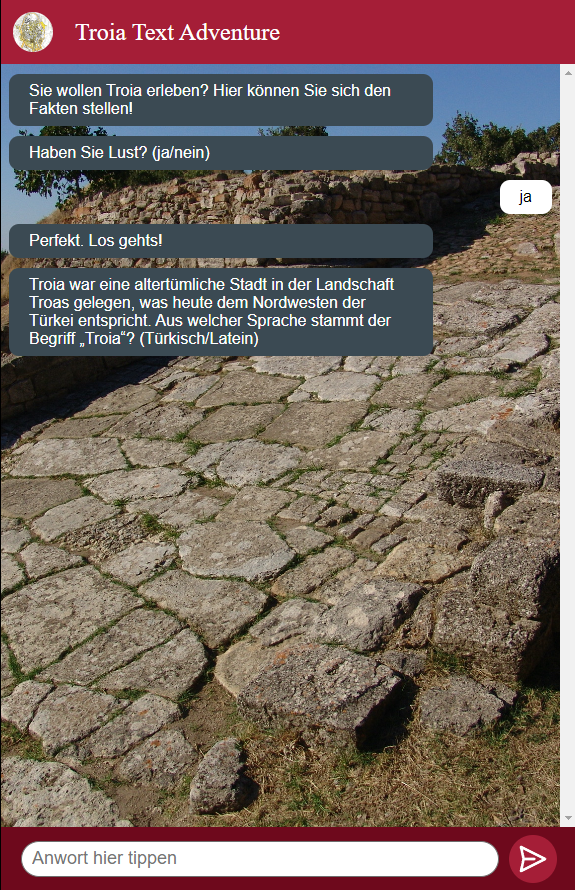 Troia Text Adventure
Sie wollen Troia erleben? Hier können Sie sich den
Fakten stellen!
Haben Sie Lust? (ja/nein)
ja
Perfekt. Los gehts!
Troia war eine altertümliche Stadt in der Landschaft
Troas gelegen, was heute dem Nordwesten der
Türkei entspricht. Aus welcher Sprache stammt der
Begriff „Troia“? (Türkisch/Latein)
Anwort hier tippen